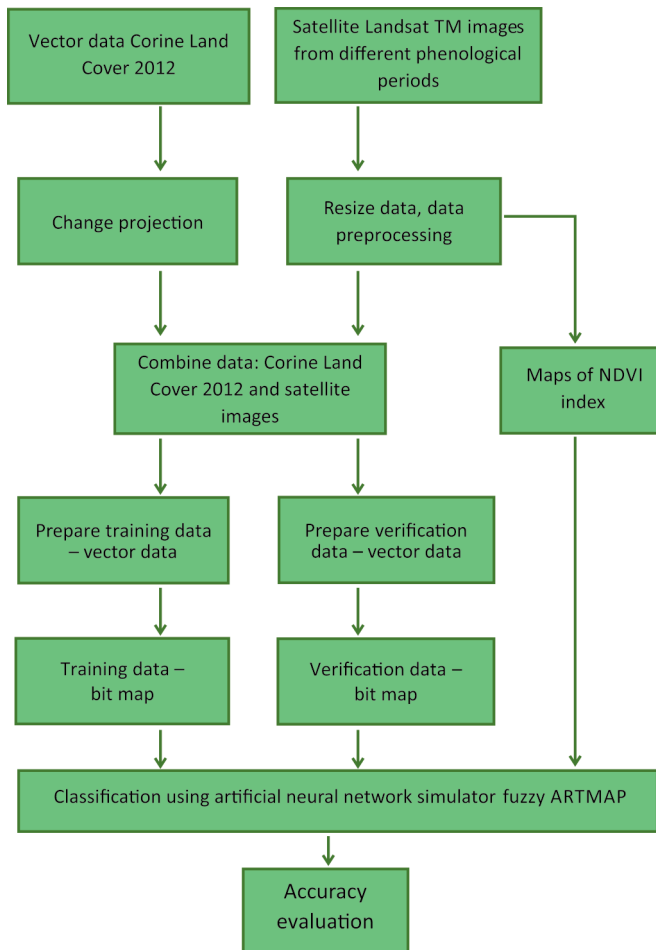 Vector data Corine Land
Cover 2012
Satellite Landsat TM images
from different phenological
periods
Change projection
Resize data, data
preprocessing
Combine data: Corine Land
Cover 2012 and satellite
images
Maps of NDVI
index
Prepare training data
– vector data
Prepare verification
data – vector data
Training data –
bit map
Verification data –
bit map
Classification using artificial neural network simulator fuzzy ARTMAP
Accuracy
evaluation